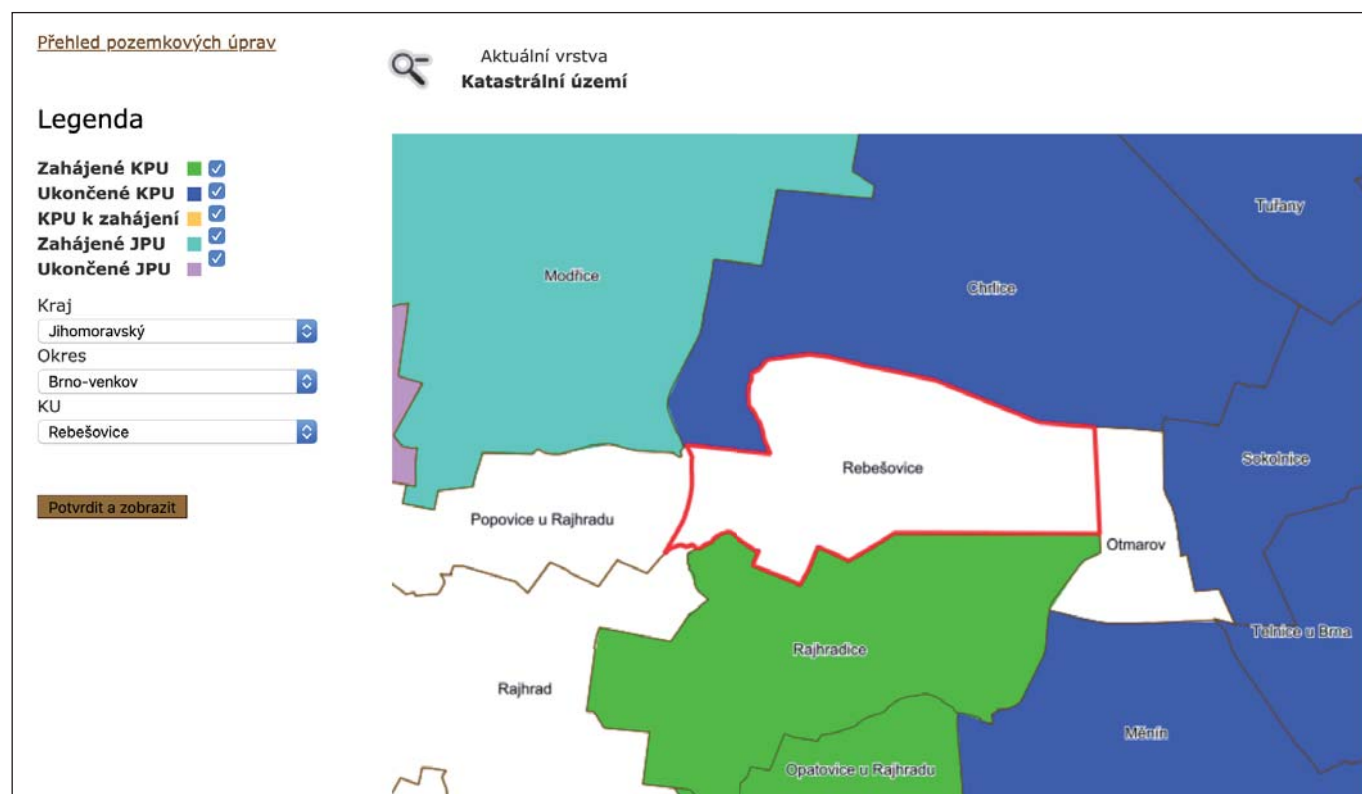 Přehled pozemkových úprav
Aktuální vrstva
Katastrální území
Legenda
Zahájené KPU
Ukončené KPU
KPU k zahájení
Zahájené JPU
Ukončené JPU
Kraj
Jihomoravský
Okres
Brno-venkov
KU
Rebešovice
Potvrdit a zobrazit
Tuřany
Modřice
Chrlice
Sokolnice
Rebešovice
Popovice u Rajhradu
Otmarov
Telnice u Brna
Rajhradice
Rajhrad
Měnín
Opatovice u Rajhradu